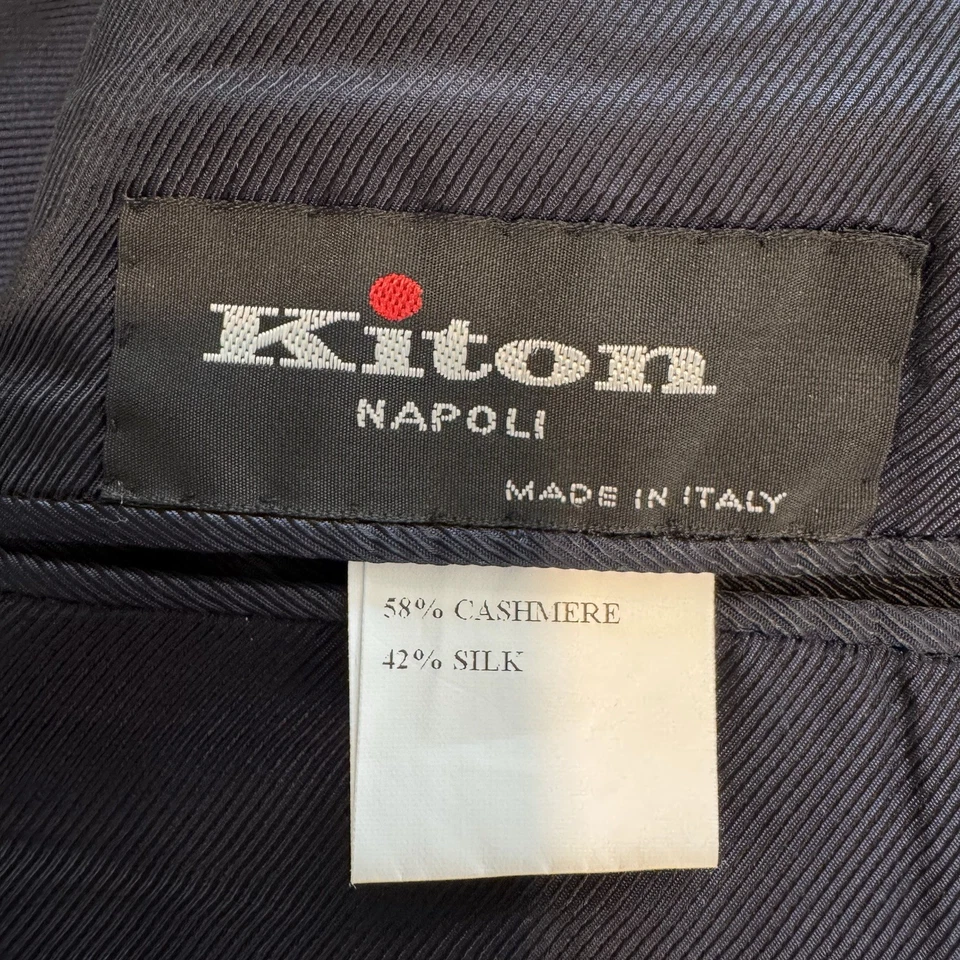 Kiton
NAPOLI
MADE IN ITALY
58% CASHMERE
42% SILK